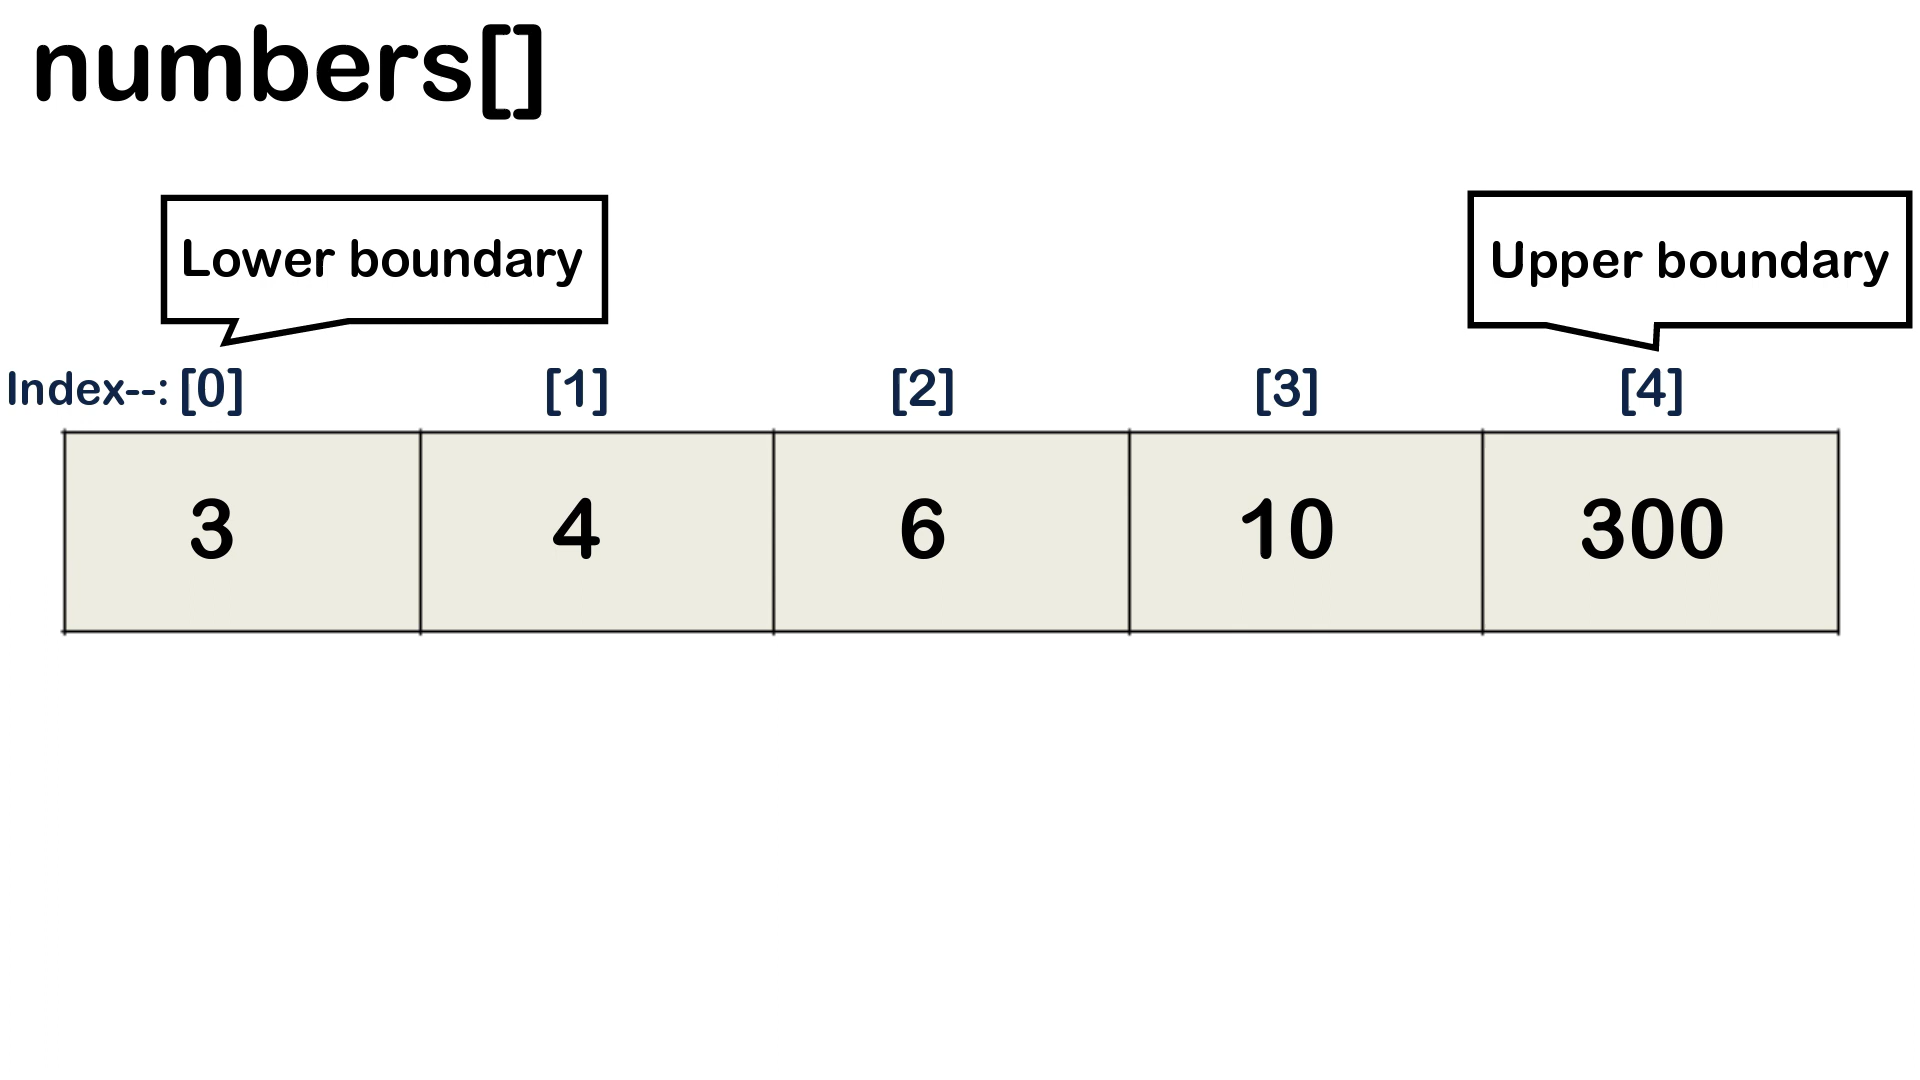 numbers[]
Lower boundary
Upper boundary
Index--: [0] [1] [2] [3] [4]
3 4 6 10 300